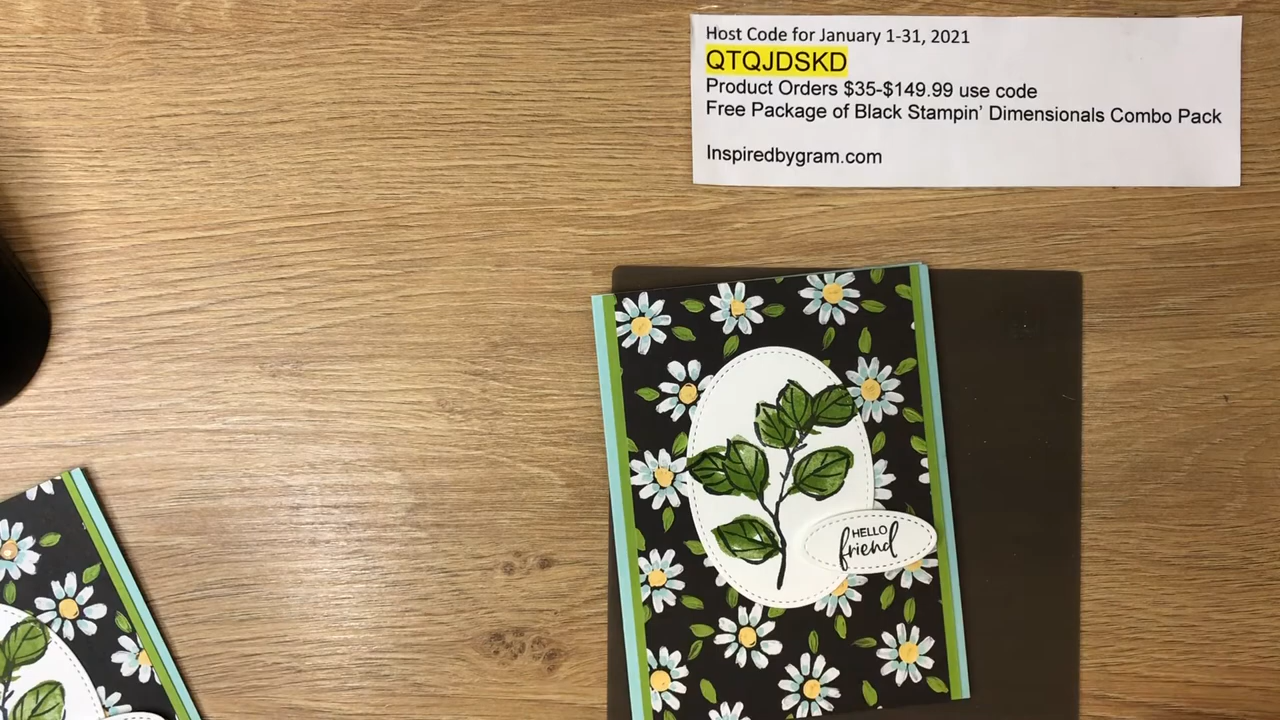 Host Code for January 1-31, 2021
QTQJDSKD
Product Orders $35-$149.99 use code
Free Package of Black Stampin' Dimensionals Combo Pack
Inspiredbygram.com
HELLO
friend